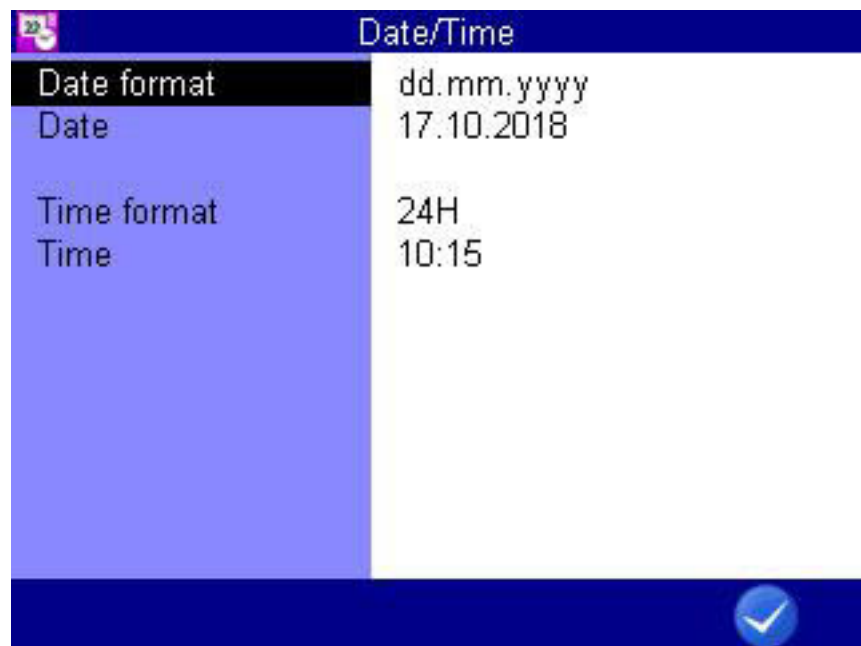 Date/Time
Date format dd.mm.yyyy
Date 17.10.2018
Time format 24H
Time 10:15